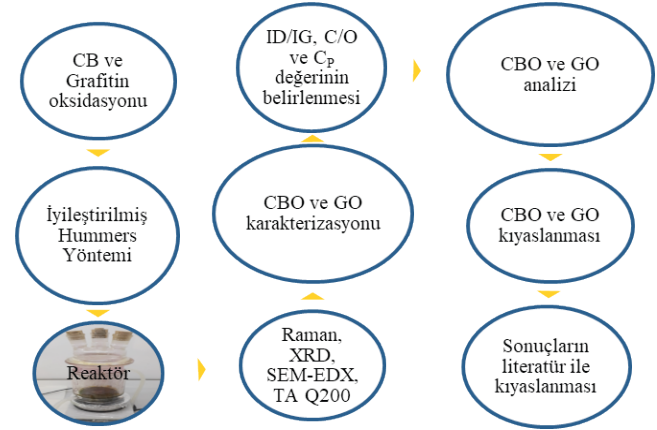 CB ve
Grafitin
oksidasyonu
İyileştirilmiş
Hummers
Yöntemi
Reaktör
Raman,
XRD,
SEM-EDX,
TA Q200
CBO ve GO
karakterizasyonu
ID/IG, C/O
ve CP
değerinin
belirlenmesi
CBO ve GO
analizi
CBO ve GO
kıyaslanması
Sonuçların
literatür ile
kıyaslanması